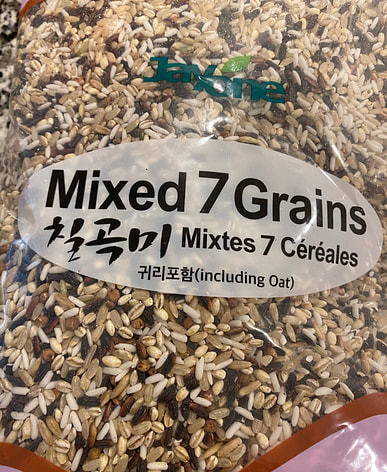 Jayone
Mixed 7 Grains
칠곡미 Mixtes 7 Céréales
귀리포함(including Oat)